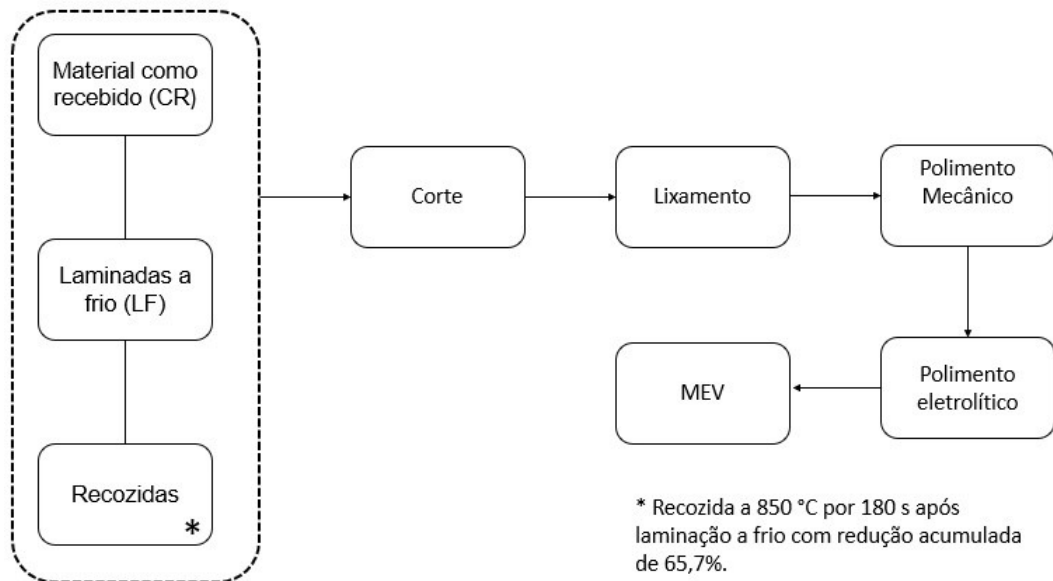 Material como
recebido (CR)
Laminadas a
frio (LF)
Recozidas
*
Corte
Lixamento
Polimento
Mecânico
Polimento
eletrolítico
MEV
* Recozida a 850 °C por 180 s após
laminação a frio com redução acumulada
de 65,7%.